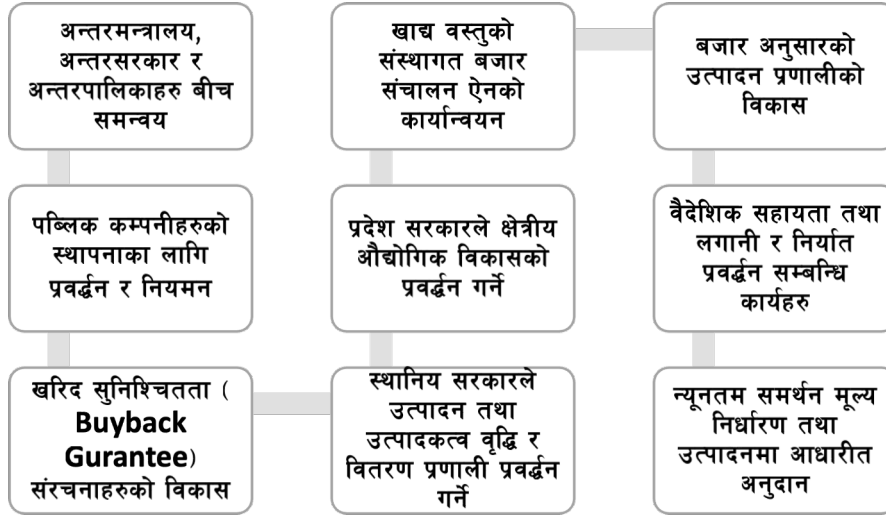 अन्तरमन्त्रालय,
अन्तरसरकार र
अन्तरपालिकाहरु बीच
समन्वय
पब्लिक कम्पनीहरुको
स्थापनाका लागि
प्रवर्द्धन र नियमन
खरिद सुनिश्चितता (
Buyback
Gurantee)
संरचनाहरुको विकास
स्थानिय सरकारले
उत्पादन तथा
उत्पादकत्व वृद्धि र
वितरण प्रणाली प्रवर्द्धन
गर्ने
प्रदेश सरकारले क्षेत्रीय
औद्योगिक विकासको
प्रवर्द्धन गर्ने
खाद्य वस्तुको
संस्थागत बजार
संचालन ऐनको
कार्यान्वयन
बजार अनुसारको
उत्पादन प्रणालीको
विकास
वैदेशिक सहायता तथा
लगानी र निर्यात
प्रवर्द्धन सम्बन्धि
कार्यहरु
न्यूनतम समर्थन मूल्य
निर्धारण तथा
उत्पादनमा आधारीत
अनुदान